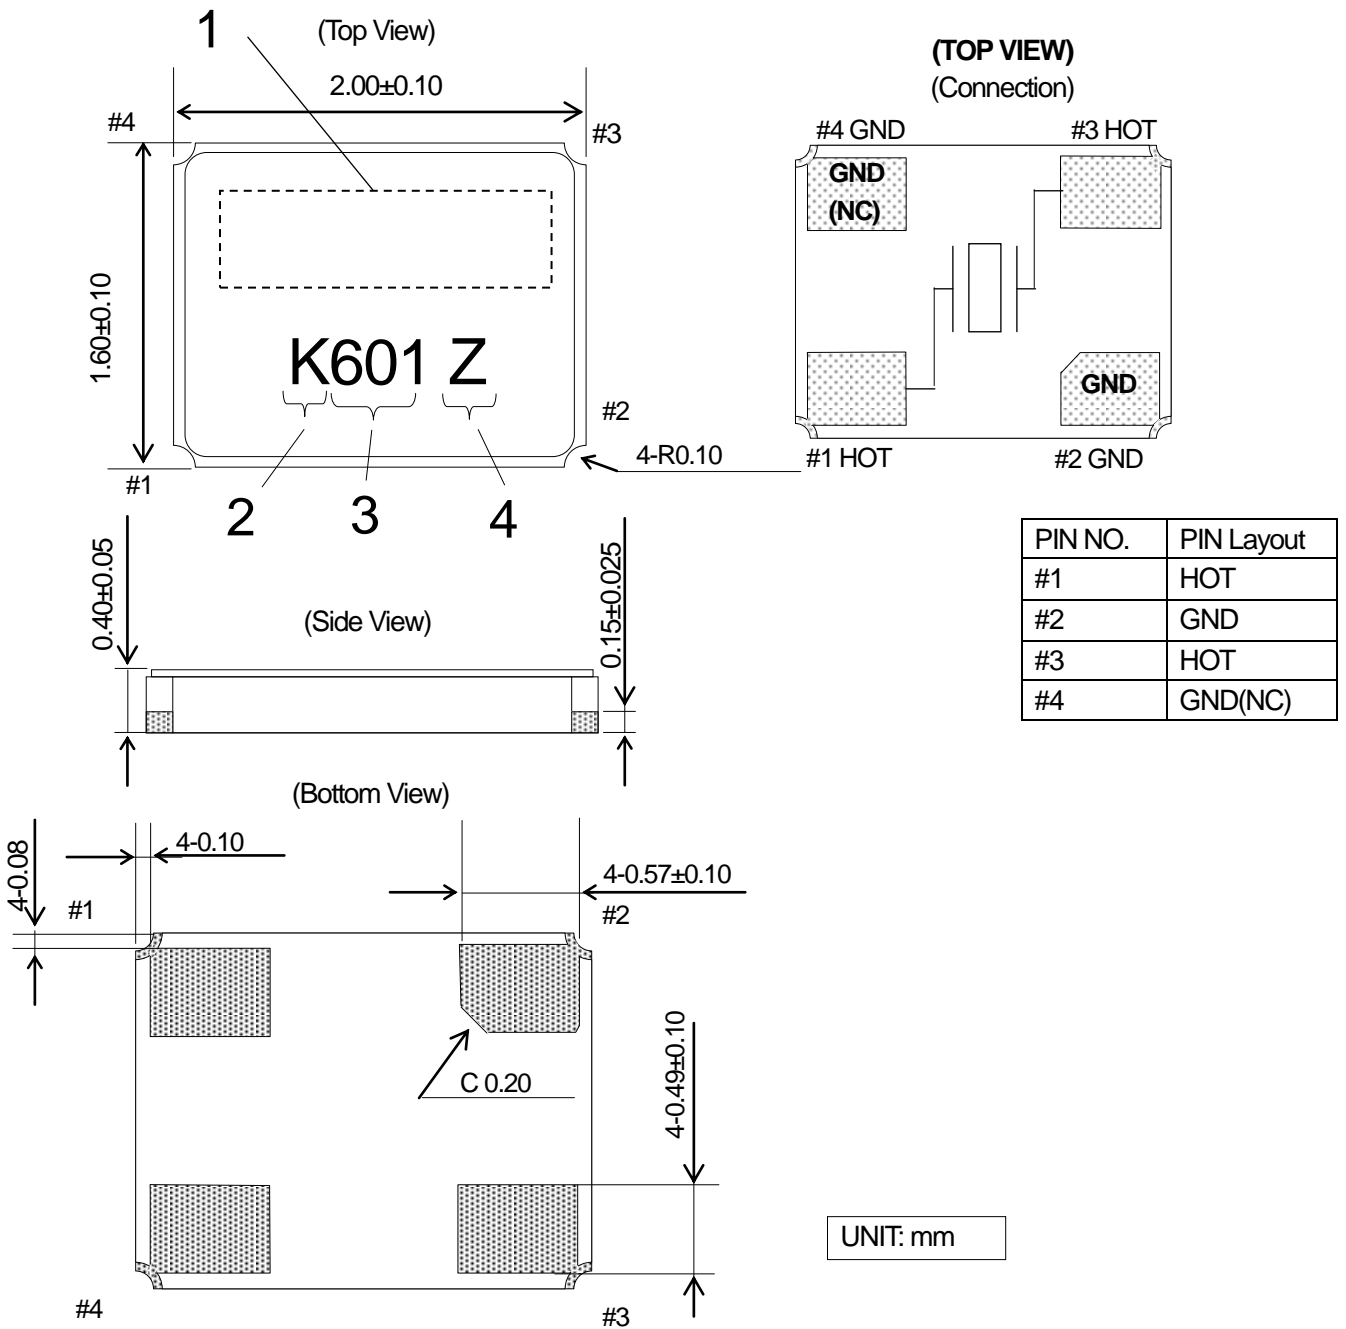 1
(Top View)
2.00±0.10
#4
#3
1.60±0.10
K601 Z
#2
4-R0.10
#1
2
3
4
(TOP VIEW)
(Connection)
#4 GND
#3 HOT
GND
(NC)
GND
#1 HOT
#2 GND
PIN NO. PIN Layout
#1 HOT
#2 GND
#3 HOT
#4 GND(NC)
0.40±0.05
(Side View)
0.15±0.025
(Bottom View)
4-0.08
4-0.10
4-0.57±0.10
#1
#2
C 0.20
4-0.49±0.10
UNIT: mm
#4
#3